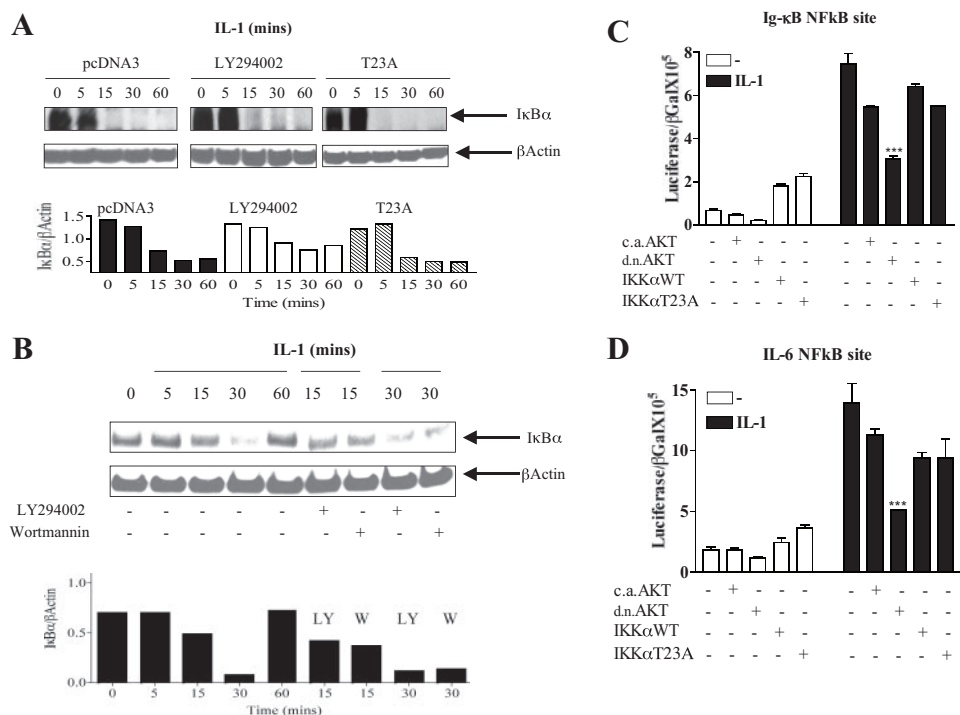 A
IL-1 (mins)
pcDNA3 LY294002 T23A
0 5 15 30 60 0 5 15 30 60 0 5 15 30 60
IκBα
βActin
pcDNA3 LY294002 T23A
IκBα/βActin
1.5
1.0
0.5
0 5 15 30 60 0 5 15 30 60 0 5 15 30 60
Time (mins)
B
IL-1 (mins)
0 5 15 30 60 15 15 30 30
IκBα
βActin
LY294002 - - - - - + - + -
Wortmannin - - - - - - + - +
IκBα/βActin
1.0
0.5
0.0
LY W LY W
0 5 15 30 60 15 15 30 30
Time (mins)
C
Ig-κB NFkB site
-
IL-1
Luciferase/βGalX10⁵
8
6
4
2
0
***
c.a.AKT - + - - - - + - - -
d.n.AKT - - + - - - - + - -
IKKαWT - - - + - - - - + -
IKKαT23A - - - - + - - - - +
D
IL-6 NFkB site
-
IL-1
Luciferase/βGalX10⁵
15
10
5
0
***
c.a.AKT - + - - - - + - - -
d.n.AKT - - + - - - - + - -
IKKαWT - - - + - - - - + -
IKKαT23A - - - - + - - - - +